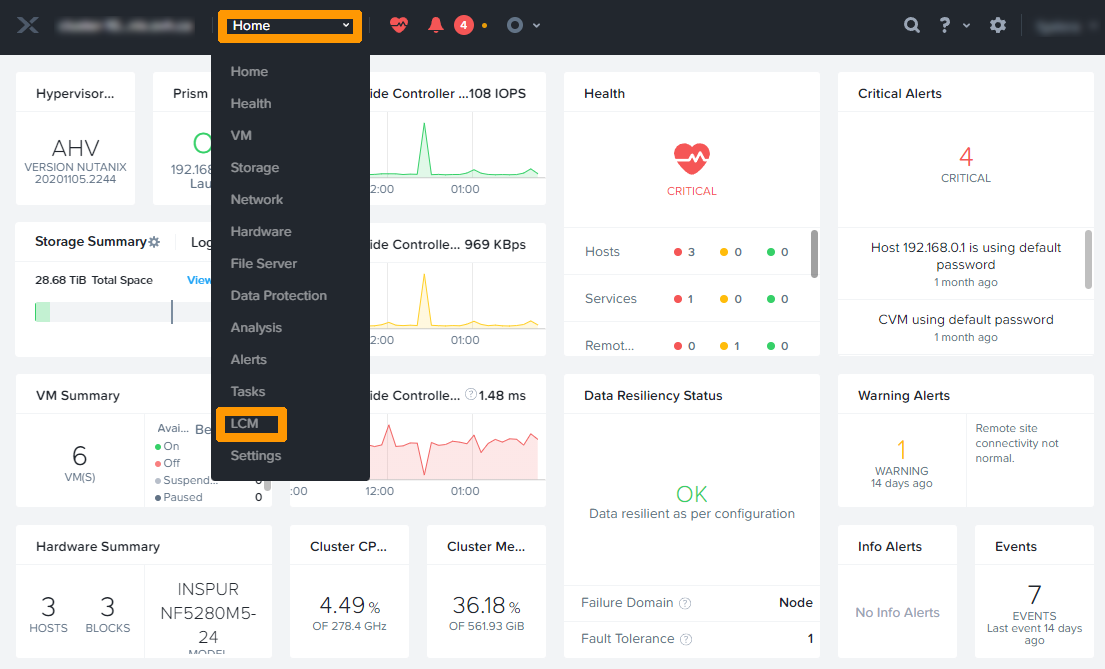 Home
4
?
Home
Health
VM
Storage
Network
Hardware
File Server
Data Protection
Analysis
Alerts
Tasks
LCM
Settings
Hypervisor...
AHV
VERSION NUTANIX
20201105.2244
Prism
192.168
Lau
ide Controller ...108 IOPS
2:00
01:00
Health
CRITICAL
Hosts 3 0 0
Services 1 0 0
Remot... 0 1 0
Critical Alerts
4
CRITICAL
Host 192.168.0.1 is using default
password
1 month ago
CVM using default password
1 month ago
Storage Summary
Log
28.68 TiB Total Space
View
ide Controlle... 969 KBps
2:00
01:00
VM Summary
6
VM(S)
Avai... Be
On
Off
Suspend... 0
Paused 0
ide Controlle... ? 1.48 ms
:00
12:00
01:00
Data Resiliency Status
OK
Data resilient as per configuration
Failure Domain ? Node
Fault Tolerance ? 1
Warning Alerts
1
WARNING
14 days ago
Remote site
connectivity not
normal.
Hardware Summary
3
HOSTS
3
BLOCKS
INSPUR
NF5280M5-
24
MODEL
Cluster CP...
4.49 %
OF 278.4 GHz
Cluster Me...
36.18 %
OF 561.93 GiB
Info Alerts
No Info Alerts
Events
7
EVENTS
Last event 14 days
ago